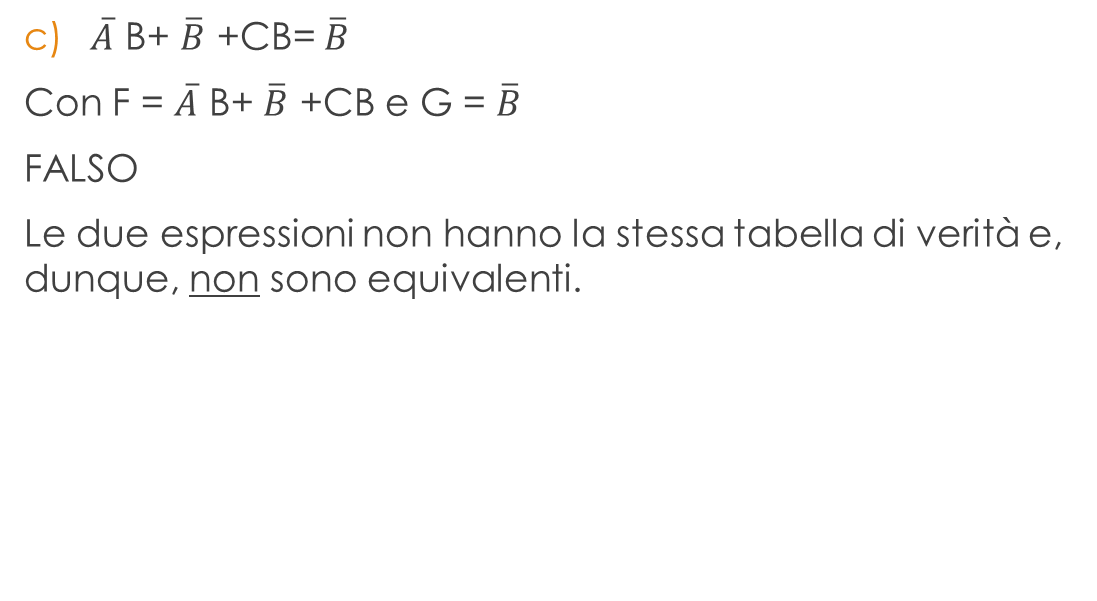 c) A̅ B+ B̅ +CB= B̅
Con F = A̅ B+ B̅ +CB e G = B̅
FALSO
Le due espressioni non hanno la stessa tabella di verità e,
dunque, non sono equivalenti.